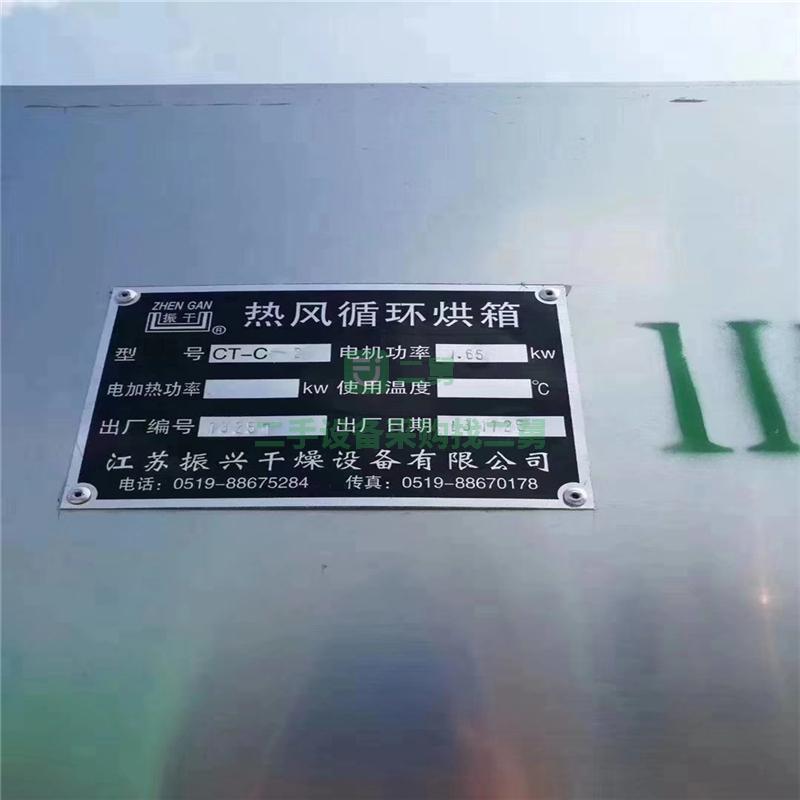 ZHEN GAN
振干 ® 热风循环烘箱
型 号 CT-C 电机功率 kw
电加热功率 kw 使用温度 ℃
出厂编号 出厂日期
江苏振兴干燥设备有限公司
电话：0519-88675284 传真：0519-88670178
二舅
二手设备采购找二舅